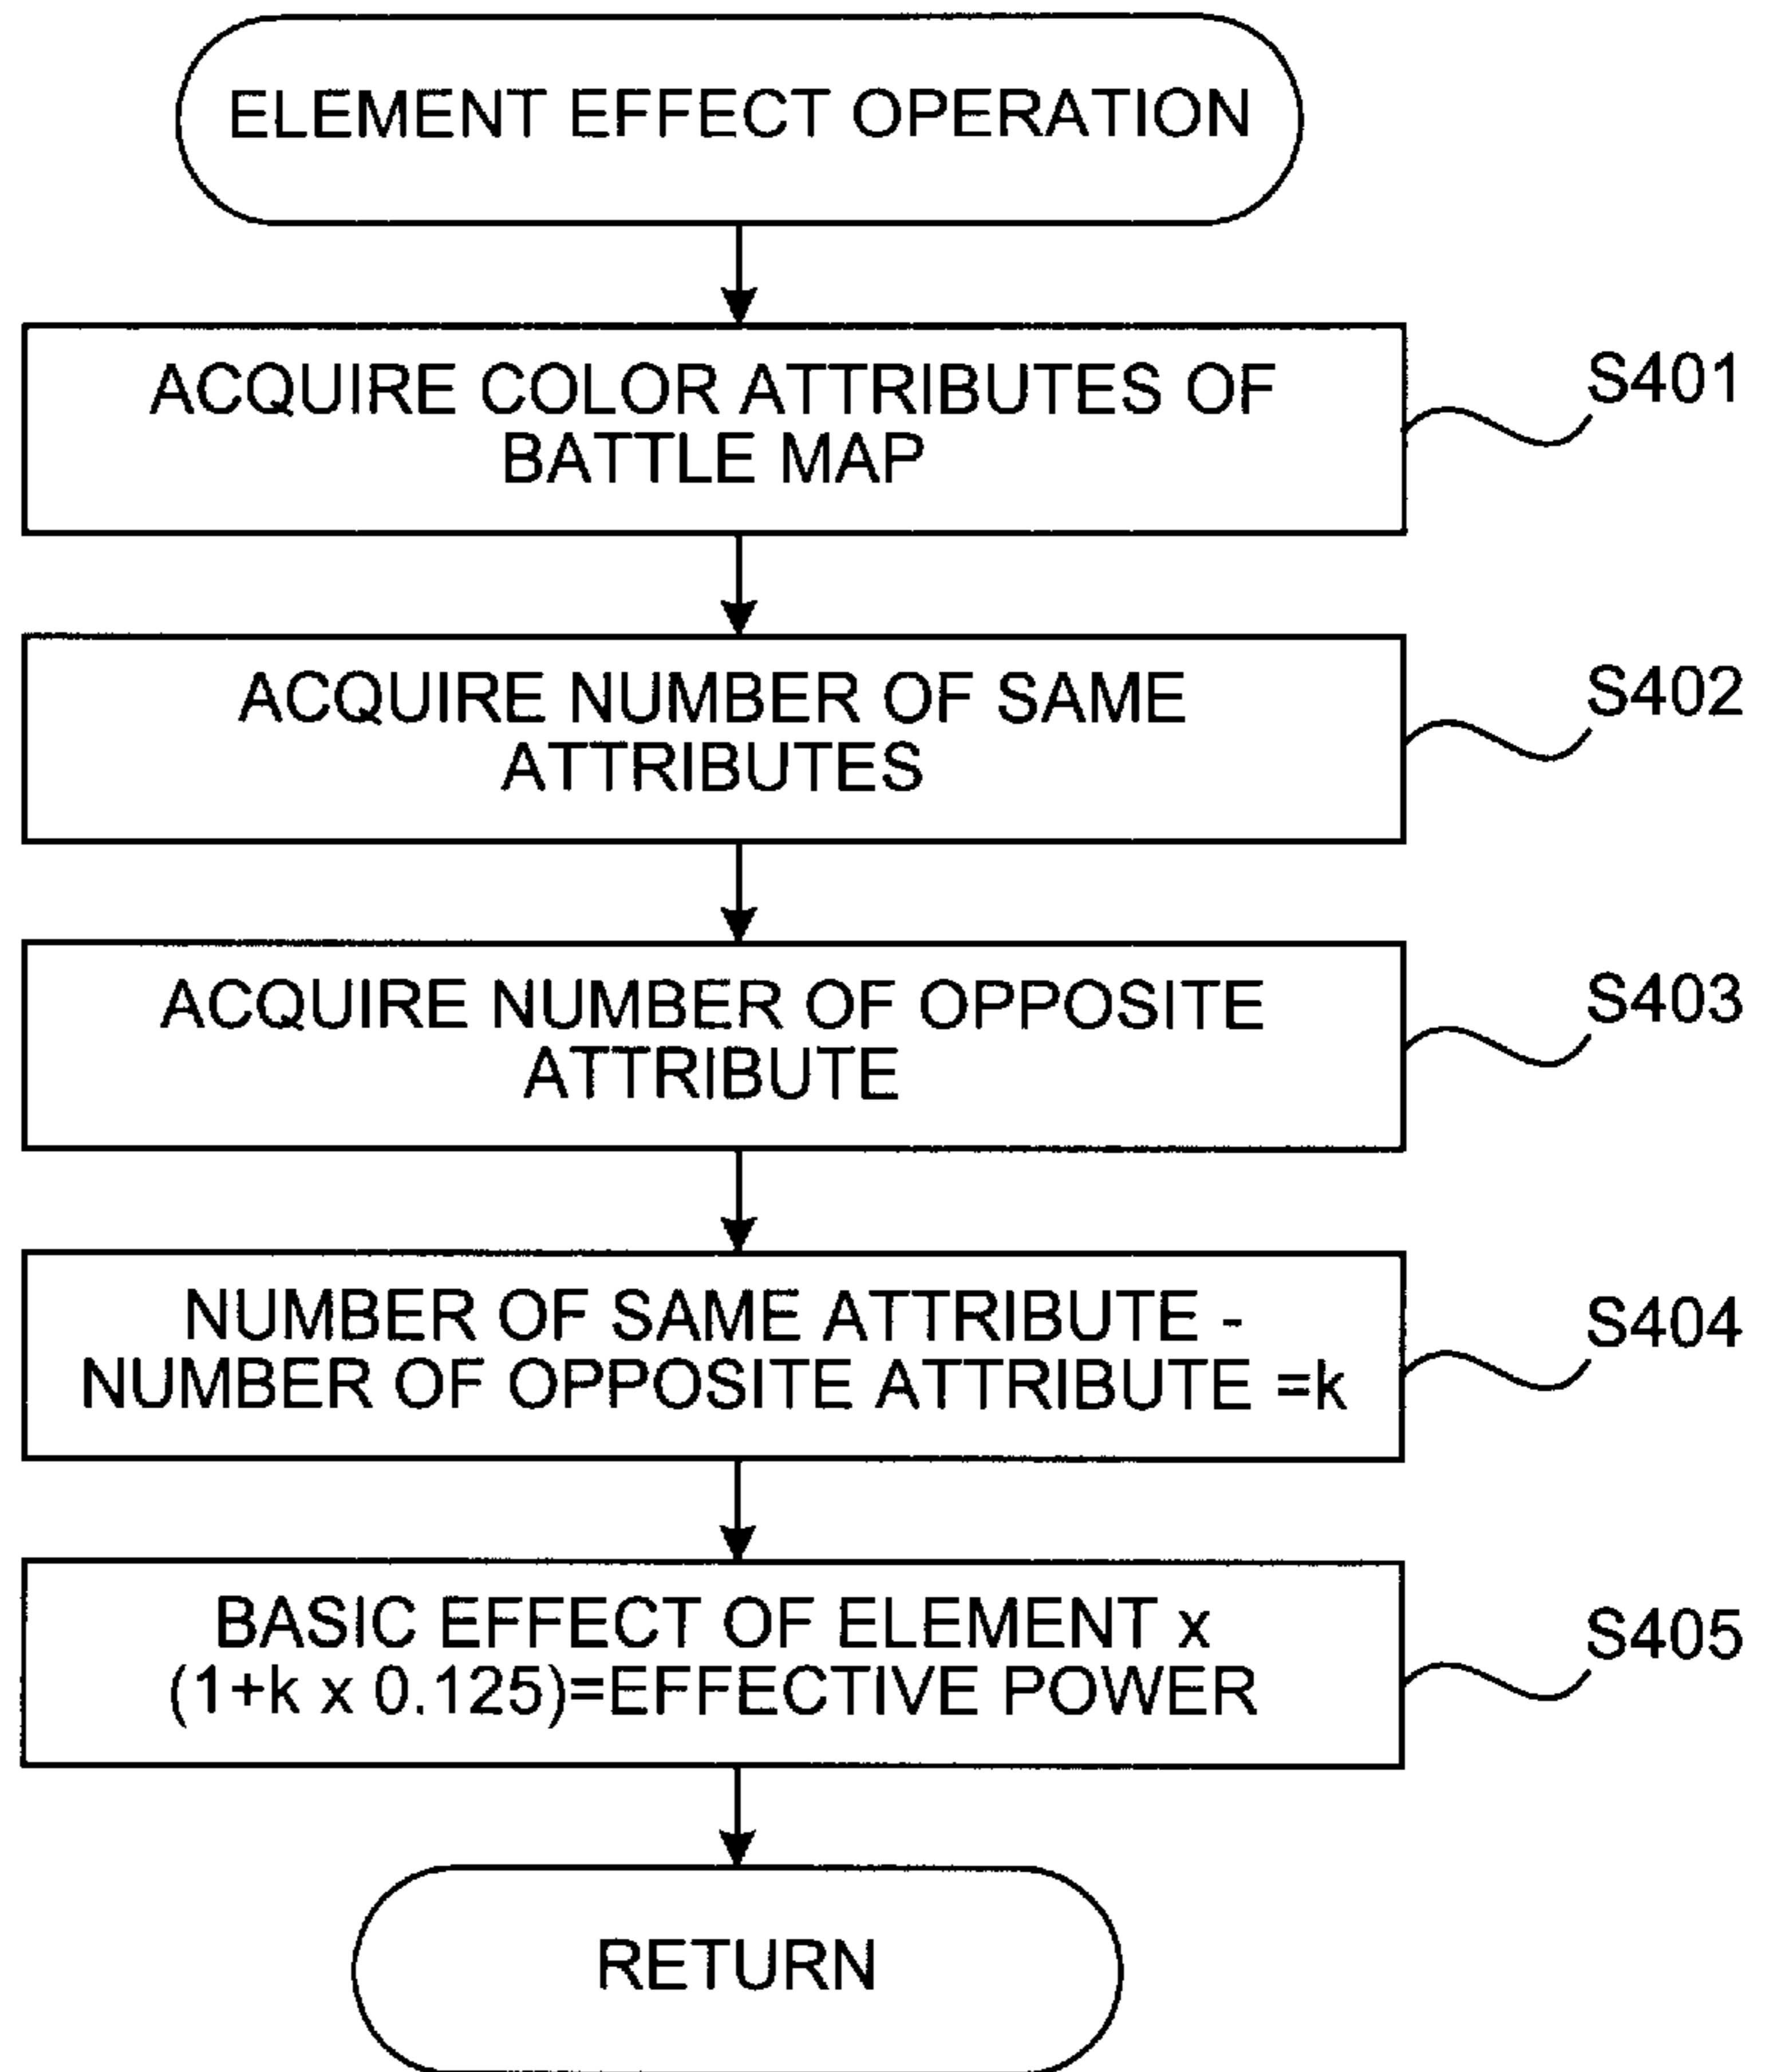 ELEMENT EFFECT OPERATION
ACQUIRE COLOR ATTRIBUTES OF
BATTLE MAP
S401
ACQUIRE NUMBER OF SAME
ATTRIBUTES
S402
ACQUIRE NUMBER OF OPPOSITE
ATTRIBUTE
S403
NUMBER OF SAME ATTRIBUTE -
NUMBER OF OPPOSITE ATTRIBUTE =k
S404
BASIC EFFECT OF ELEMENT x
(1+k x 0.125)=EFFECTIVE POWER
S405
RETURN